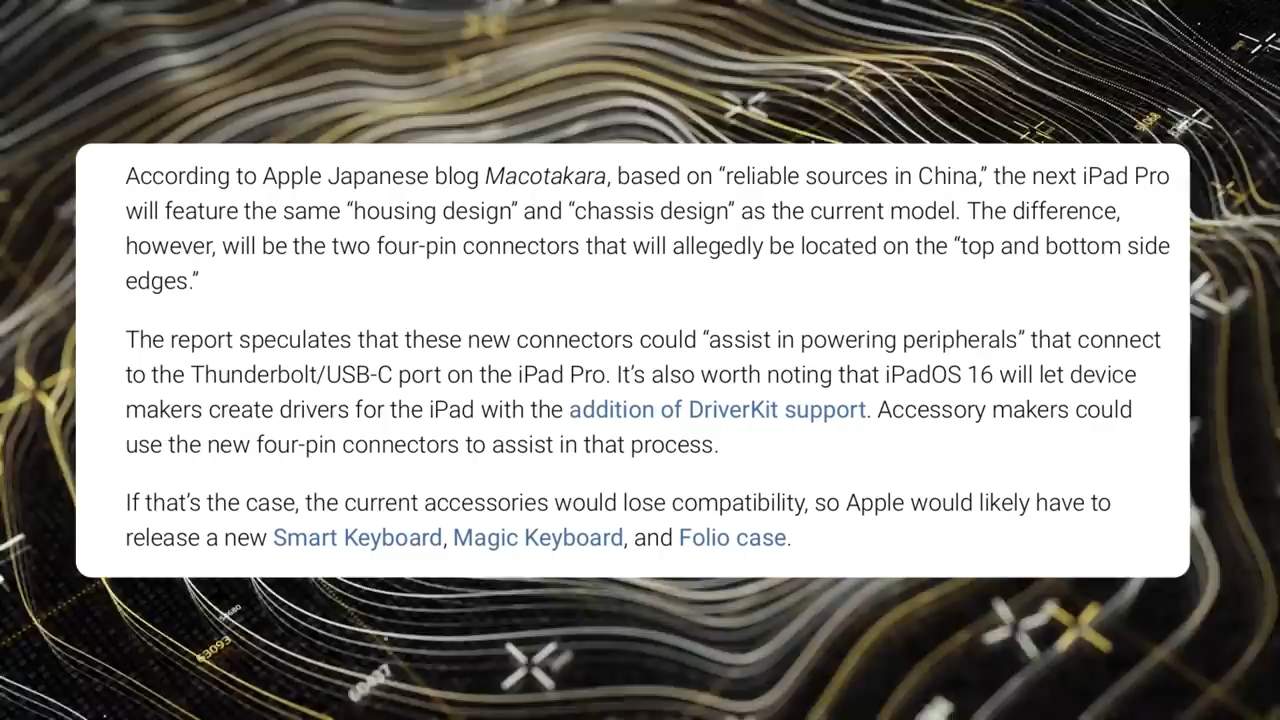 According to Apple Japanese blog Macotakara, based on “reliable sources in China,” the next iPad Pro
will feature the same “housing design” and “chassis design” as the current model. The difference,
however, will be the two four-pin connectors that will allegedly be located on the “top and bottom side
edges.”
The report speculates that these new connectors could “assist in powering peripherals” that connect
to the Thunderbolt/USB-C port on the iPad Pro. It’s also worth noting that iPadOS 16 will let device
makers create drivers for the iPad with the addition of DriverKit support. Accessory makers could
use the new four-pin connectors to assist in that process.
If that’s the case, the current accessories would lose compatibility, so Apple would likely have to
release a new Smart Keyboard, Magic Keyboard, and Folio case.
63093